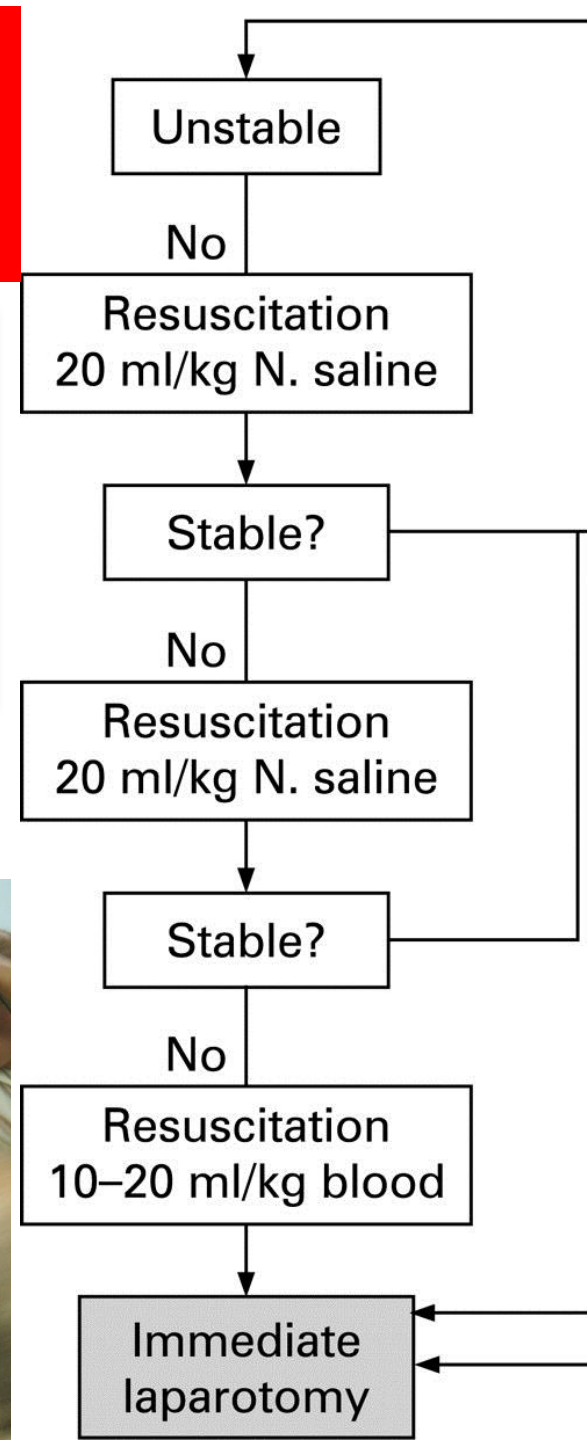 Unstable
No
Resuscitation
20 ml/kg N. saline
Stable?
No
Resuscitation
20 ml/kg N. saline
Stable?
No
Resuscitation
10–20 ml/kg blood
Immediate
laparotomy